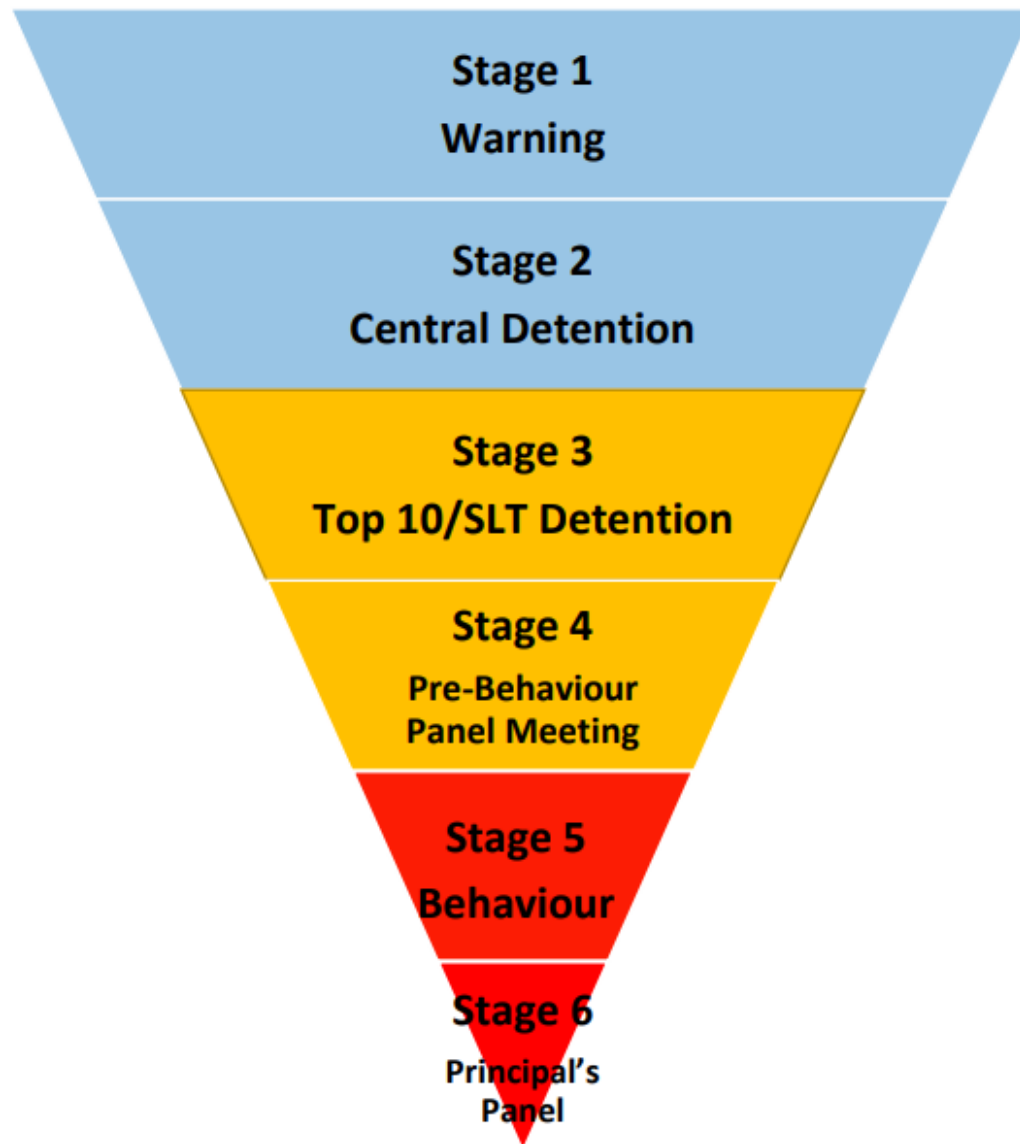 Stage 1
Warning
Stage 2
Central Detention
Stage 3
Top 10/SLT Detention
Stage 4
Pre-Behaviour
Panel Meeting
Stage 5
Behaviour
Stage 6
Principal’s
Panel